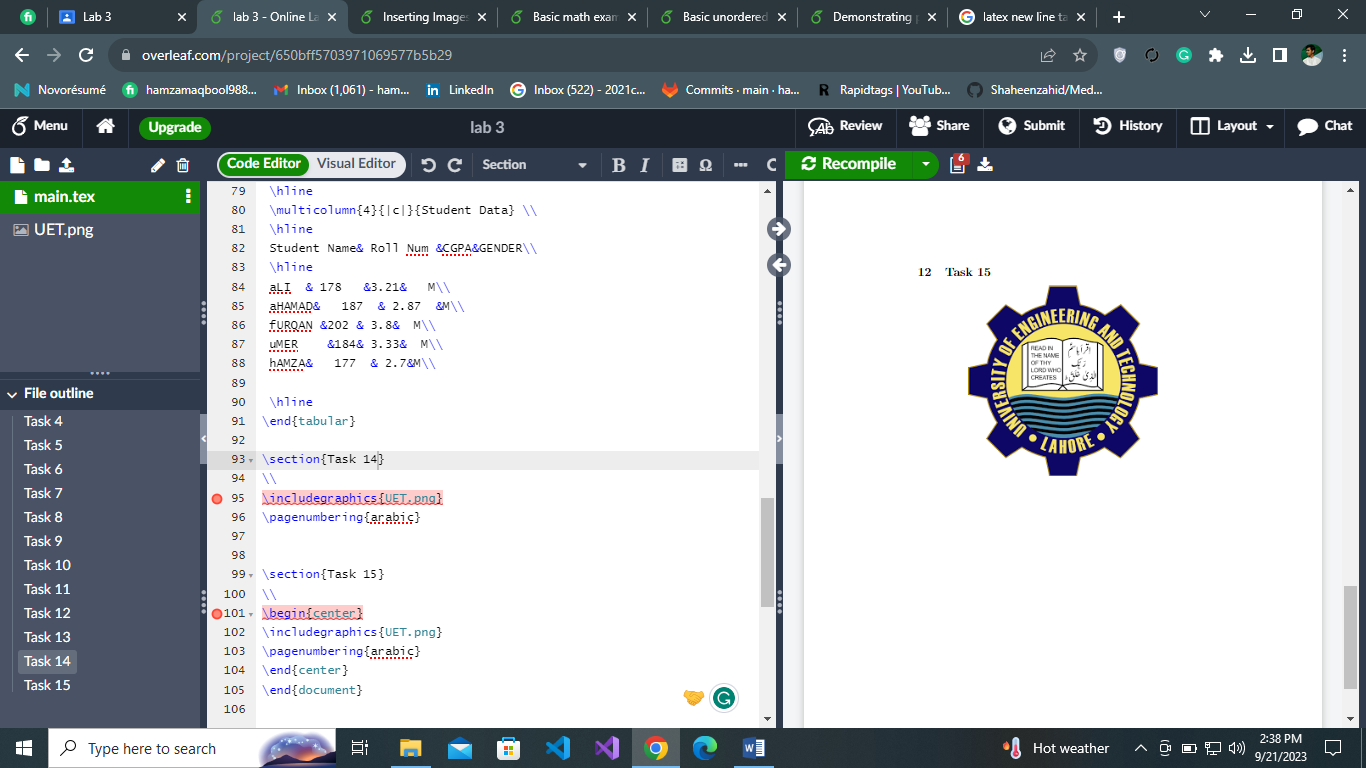 Lab 3
lab 3 - Online La
Inserting Images
Basic math exam
Basic unordered
Demonstrating p
latex new line ta
overleaf.com/project/650bff5703971069577b5b29
Novorésumé
hamzamaqbool988...
Inbox (1,061) - ham...
LinkedIn
Inbox (522) - 2021c...
Commits · main · ha...
Rapidtags | YouTub...
Shaheenzahid/Med...
Menu
Upgrade
lab 3
Review
Share
Submit
History
Layout
Chat
Code Editor
Visual Editor
Section
B I Ω
Recompile
6
main.tex
UET.png
File outline
Task 4
Task 5
Task 6
Task 7
Task 8
Task 9
Task 10
Task 11
Task 12
Task 13
Task 14
Task 15
79 \hline
80 \multicolumn{4}{|c|}{Student Data} \\
81 \hline
82 Student Name& Roll Num &CGPA&GENDER\\
83 \hline
84 aLI & 178 &3.21& M\\
85 aHAMAD& 187 & 2.87 &M\\
86 fURQAN &202 & 3.8& M\\
87 uMER &184& 3.33& M\\
88 hAMZA& 177 & 2.7&M\\
89
90 \hline
91 \end{tabular}
92
93 \section{Task 14}
94 \\
95 \includegraphics{UET.png}
96 \pagenumbering{arabic}
97
98
99 \section{Task 15}
100 \\
101 \begin{center}
102 \includegraphics{UET.png}
103 \pagenumbering{arabic}
104 \end{center}
105 \end{document}
106
12 Task 15
UNIVERSITY OF ENGINEERING AND TECHNOLOGY
READ IN
THE NAME
OF THY
LORD WHO
CREATES
اقرأ باسم
ربك
الذي خلق
• LAHORE •
Type here to search
Hot weather
2:38 PM
9/21/2023